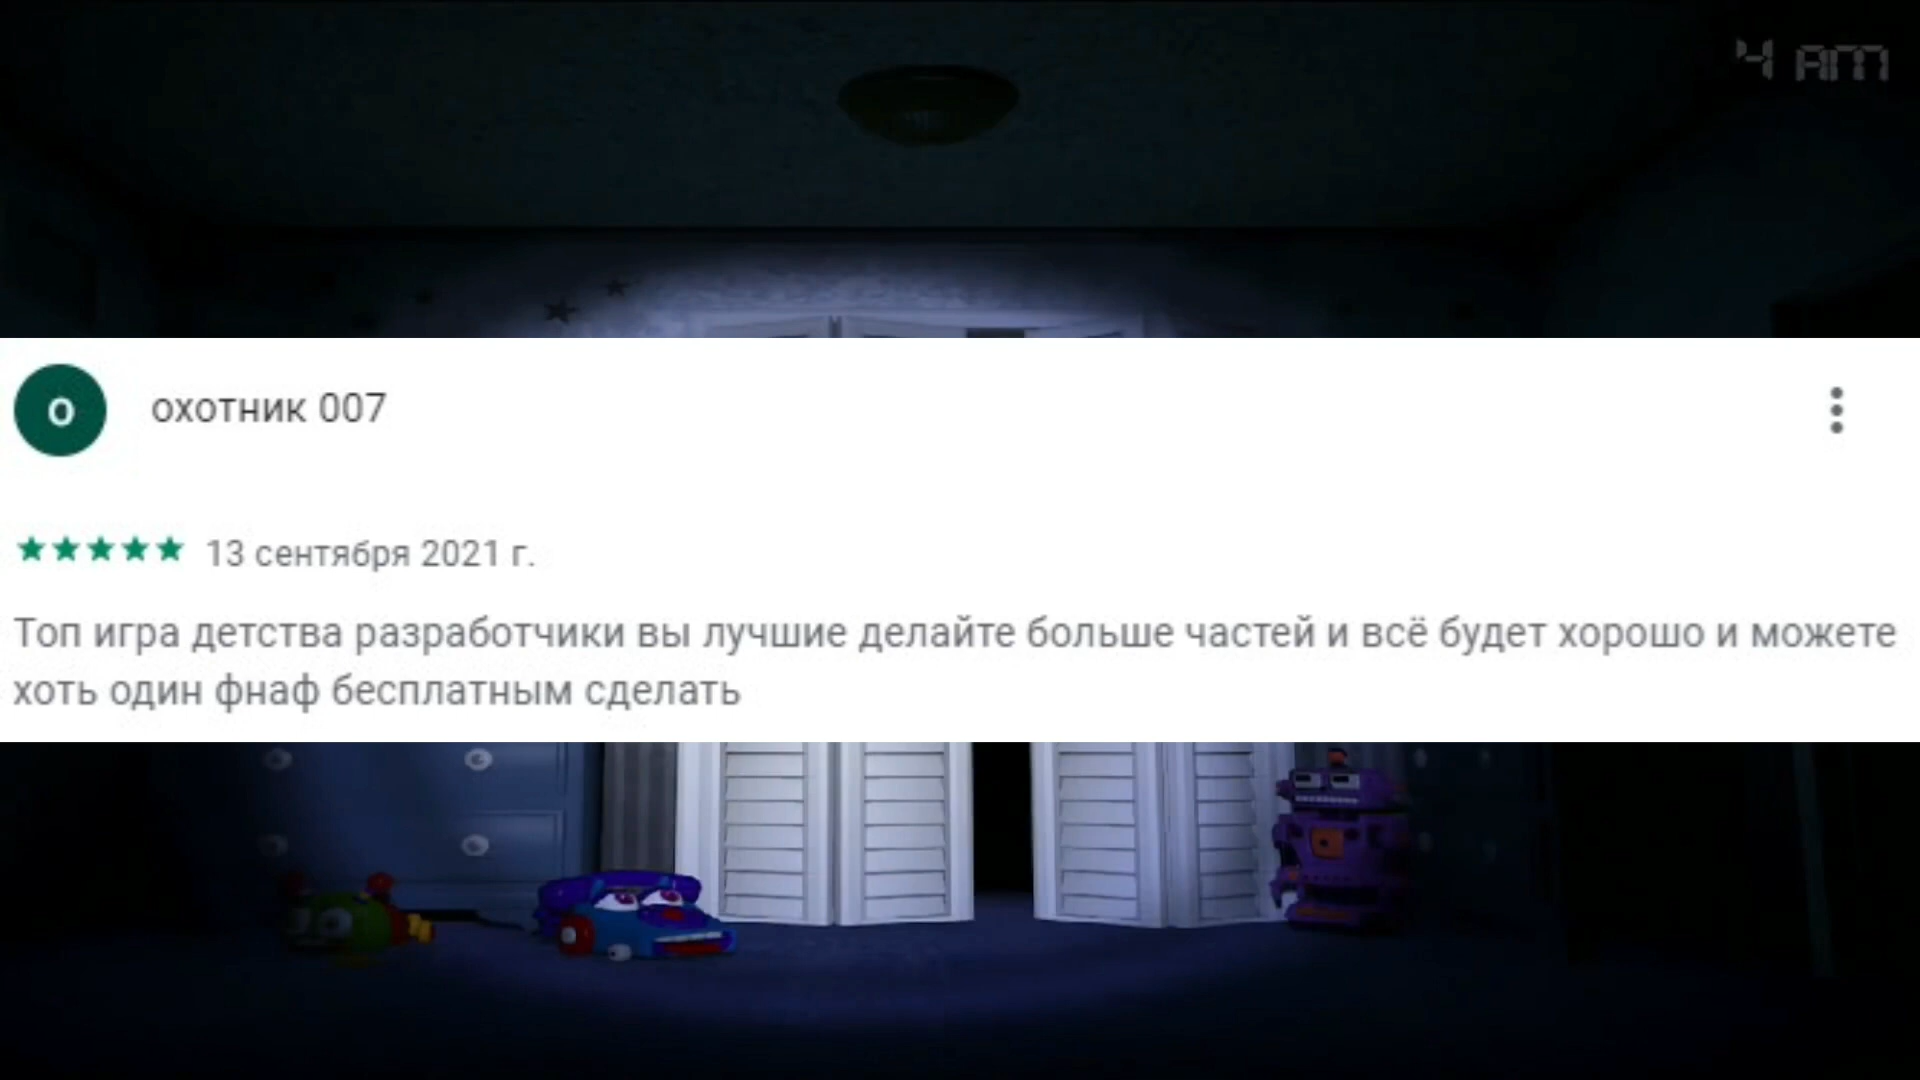 4 AM
о
охотник 007
13 сентября 2021 г.
Топ игра детства разработчики вы лучшие делайте больше частей и всё будет хорошо и можете
хоть один фнаф бесплатным сделать